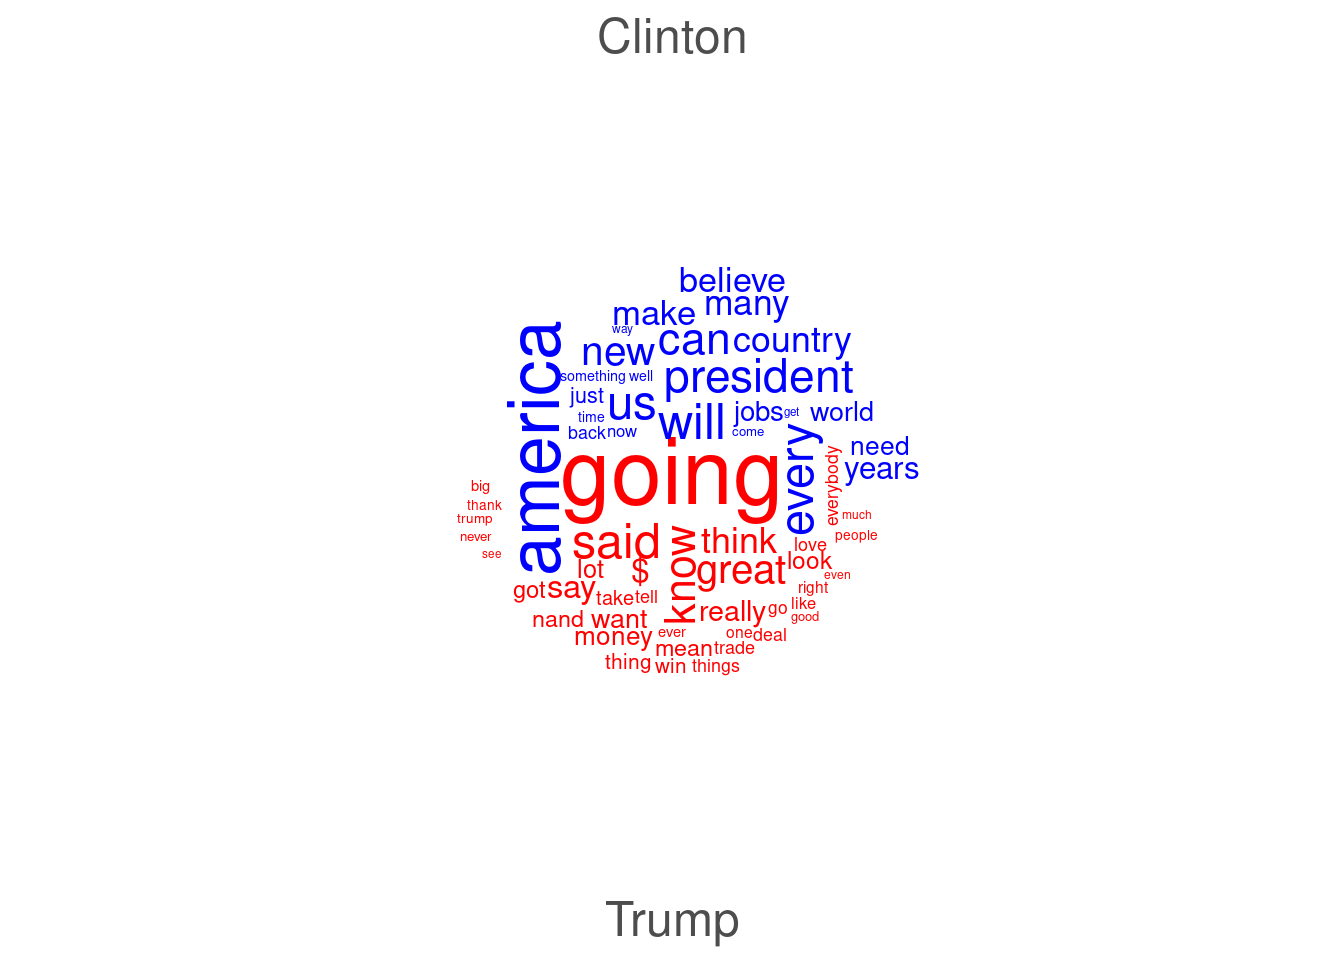 Clinton
believe
many
make
way
can
country
new
president
something
well
just
us
jobs
get
world
will
time
back
now
come
america
every
need
years
going
everybody
big
thank
trump
never
see
much
people
said
think
know
love
great
look
even
lot
$
got
say
take
tell
right
really
go
like
good
nand
want
money
ever
one
deal
mean
trade
thing
win
things
Trump